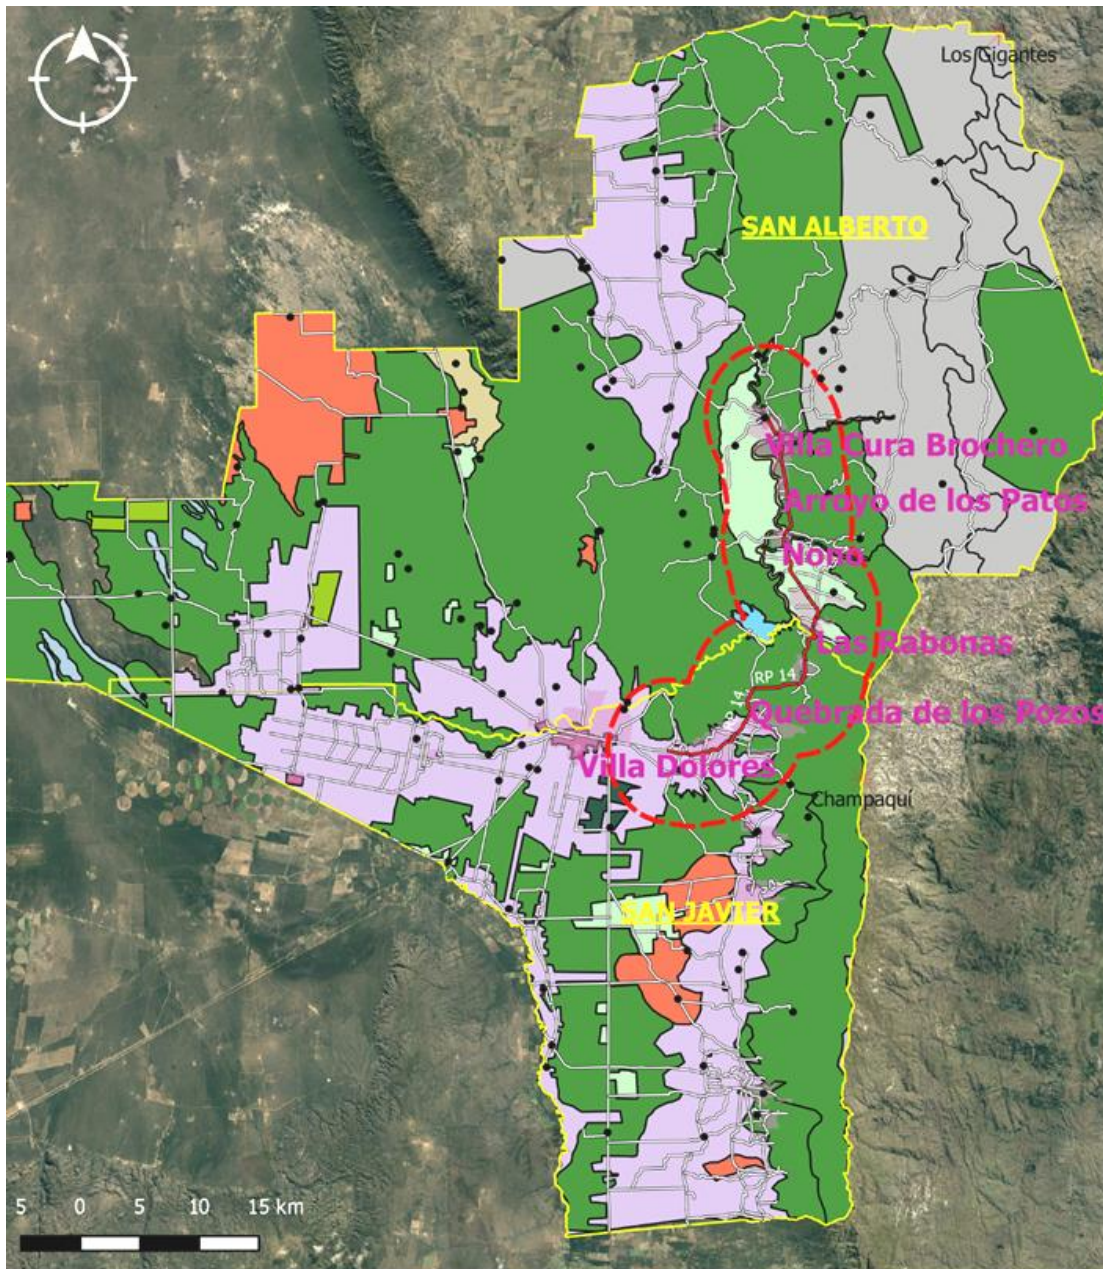 Los Gigantes
SAN ALBERTO
Villa Cura Brochero
Arroyo de los Patos
Nono
Las Rabonas
RP 14
14
Quebrada de los Pozos
Villa Dolores
Champaquí
SAN JAVIER
5 0 5 10 15 km